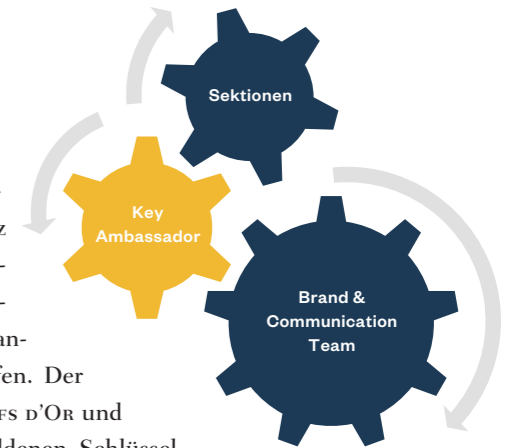 Sektionen
Key
Ambassador
Brand &
Communication
Team
z
-
-
an-
fen. Der
FS D'OR und